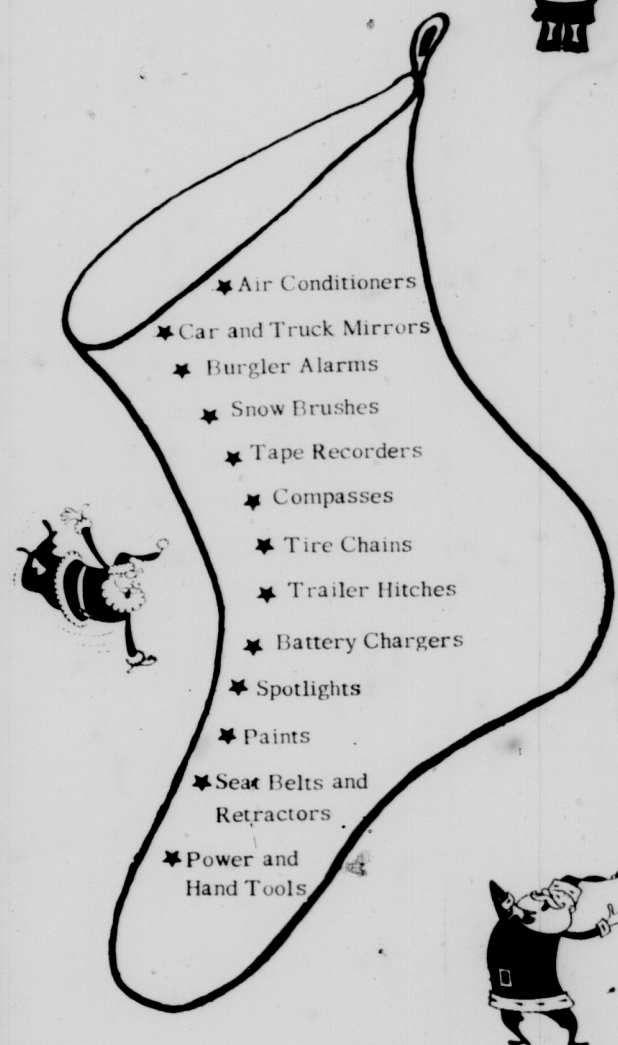 ★ Air Conditioners
★ Car and Truck Mirrors
★ Burgler Alarms
★ Snow Brushes
★ Tape Recorders
★ Compasses
★ Tire Chains
★ Trailer Hitches
★ Battery Chargers
★ Spotlights
★ Paints
★ Seat Belts and
Retractors
★ Power and
Hand Tools